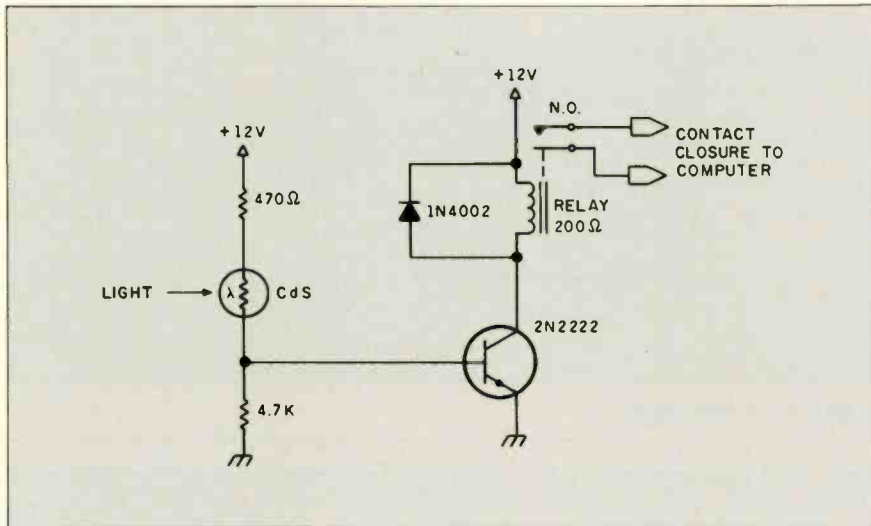 +12V
N.O.
CONTACT
CLOSURE TO
COMPUTER
+12V
470Ω
1N4002
RELAY
200Ω
LIGHT
λ
CdS
2N2222
4.7K